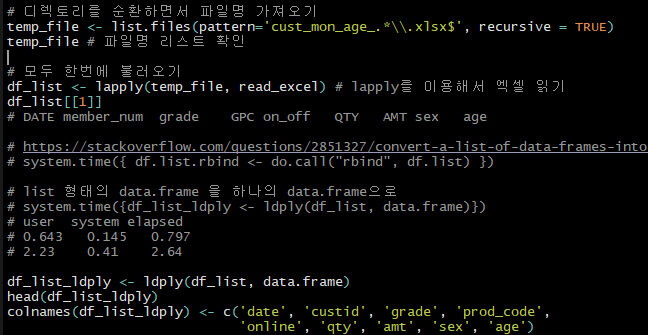 # 디렉토리를 순환하면서 파일명 가져오기
temp_file <- list.files(pattern='cust_mon_age_.*\\.xlsx$', recursive = TRUE)
temp_file # 파일명 리스트 확인
# 모두 한번에 불러오기
df_list <- lapply(temp_file, read_excel) # lapply를 이용해서 엑셀 읽기
df_list[[1]]
# DATE member_num  grade    GPC on_off   QTY   AMT sex   age
# https://stackoverflow.com/questions/2851327/convert-a-list-of-data-frames-into
# system.time({ df.list.rbind <- do.call("rbind", df.list) })
# list 형태의 data.frame 을 하나의 data.frame으로
# system.time({df_list_ldply <- ldply(df_list, data.frame)})
# user  system elapsed
# 0.643   0.145   0.797
# 2.23    0.41    2.64
df_list_ldply <- ldply(df_list, data.frame)
head(df_list_ldply)
colnames(df_list_ldply) <- c('date', 'custid', 'grade', 'prod_code',
'online', 'qty', 'amt', 'sex', 'age')